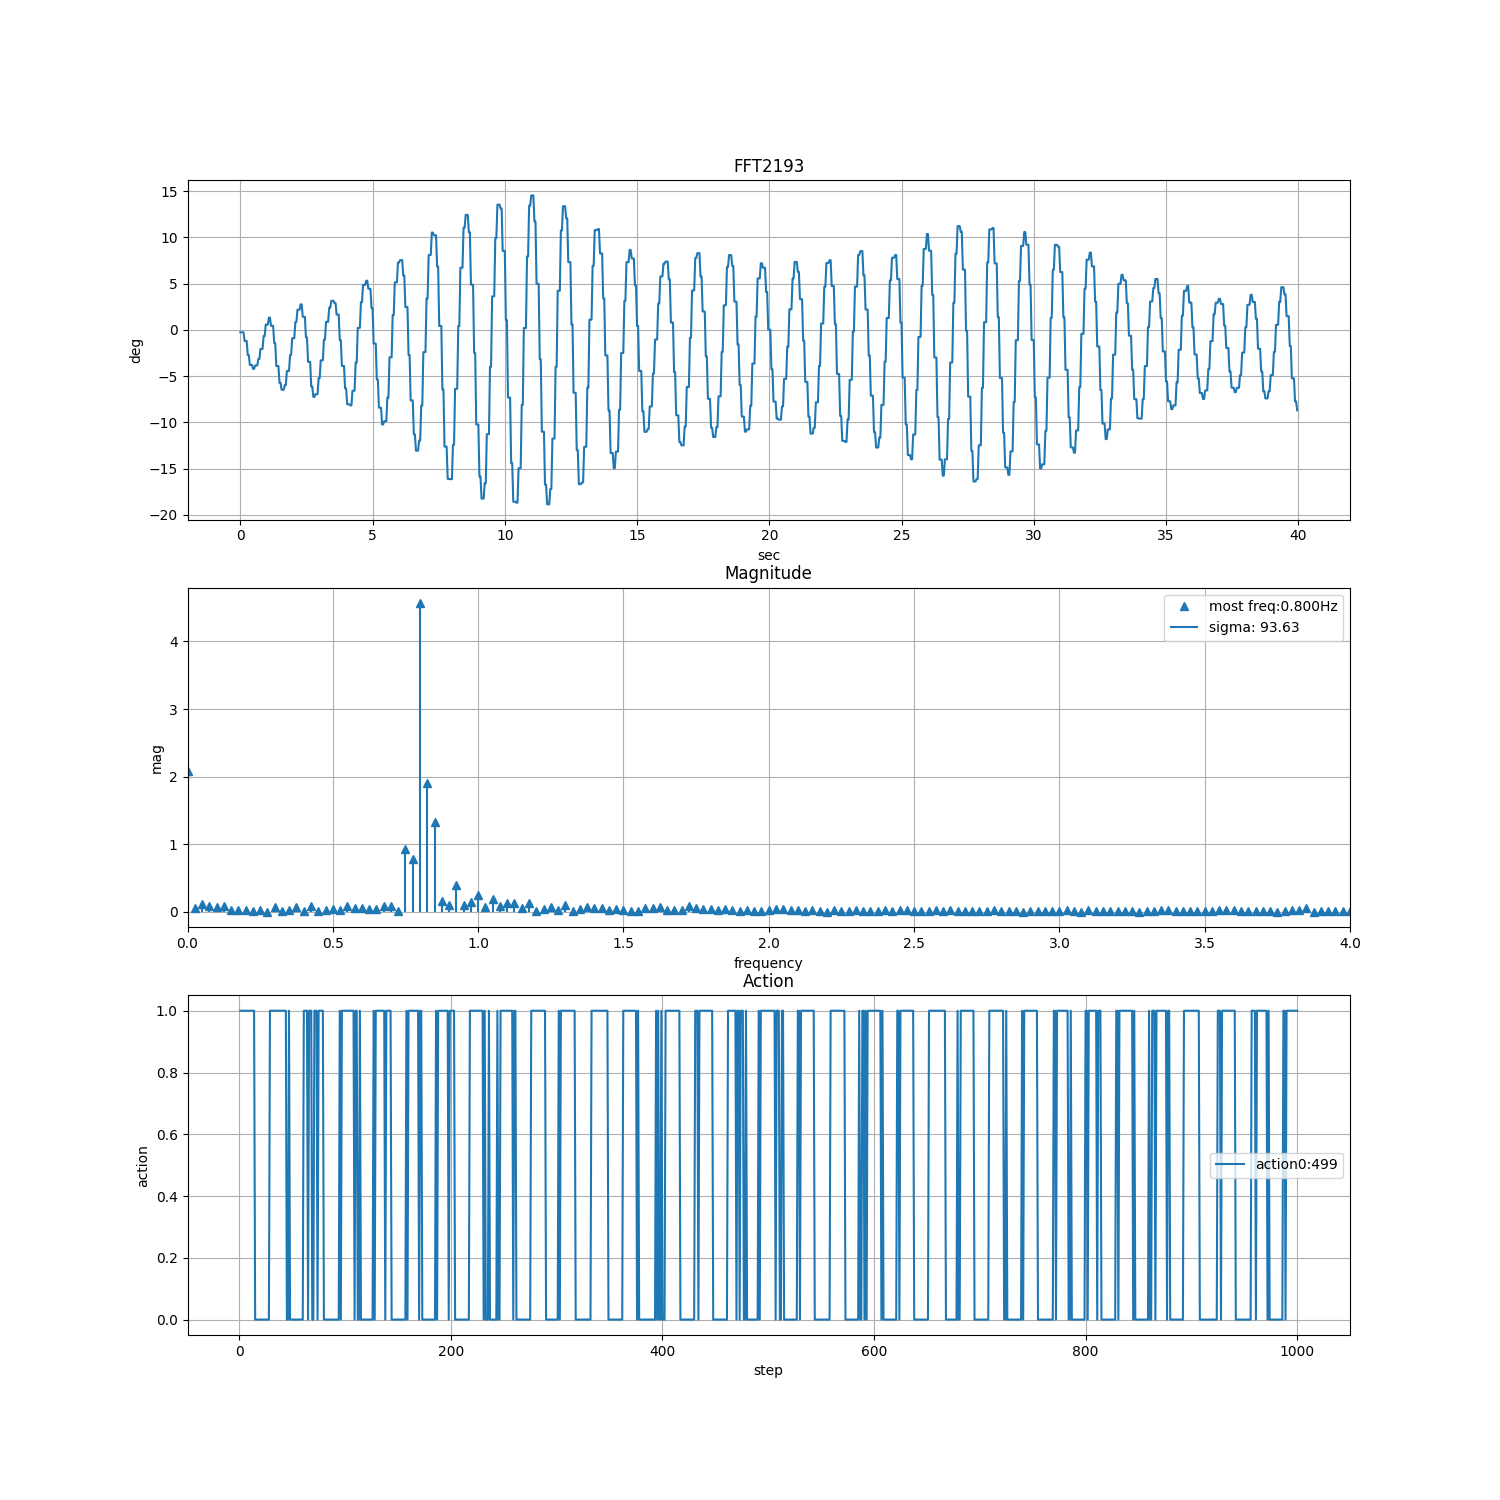 FFT2193
15
10
5
0
−5
−10
−15
−20
deg
0 5 10 15 20 25 30 35 40
sec
Magnitude
most freq:0.800Hz
sigma: 93.63
4
3
2
1
0
mag
0.0 0.5 1.0 1.5 2.0 2.5 3.0 3.5 4.0
frequency
Action
1.0
0.8
0.6
0.4
0.2
0.0
action
action0:499
0 200 400 600 800 1000
step